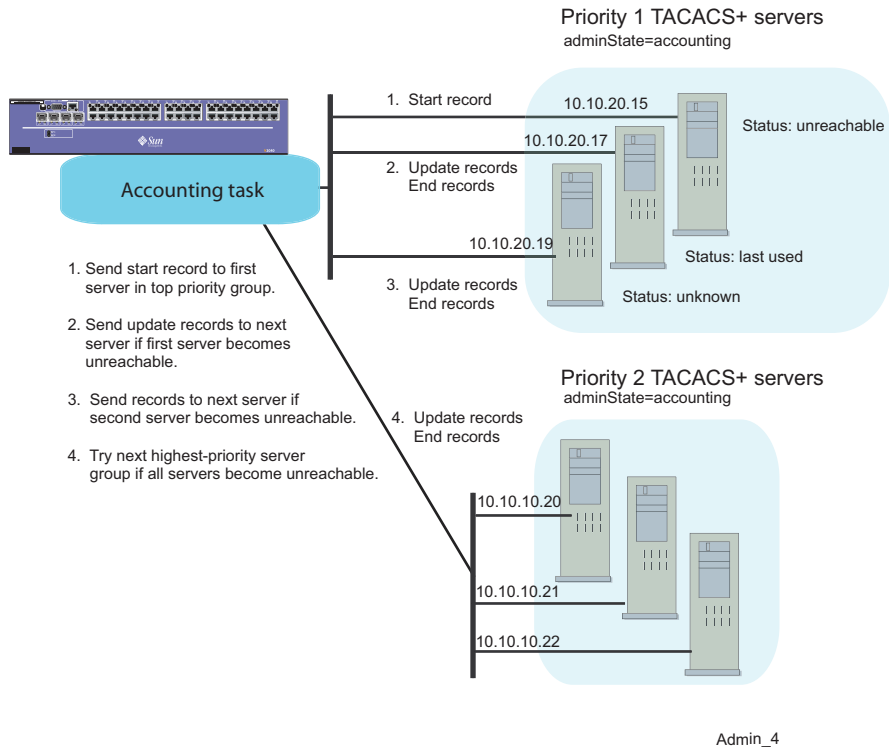 Priority 1 TACACS+ servers
adminState=accounting
Sun
1. Start record
10.10.20.15
Status: unreachable
10.10.20.17
2. Update records
End records
Accounting task
10.10.20.19
Status: last used
3. Update records
End records
Status: unknown
1. Send start record to first
server in top priority group.
2. Send update records to next
server if first server becomes
unreachable.
3. Send records to next server if
second server becomes unreachable.
4. Try next highest-priority server
group if all servers become unreachable.
Priority 2 TACACS+ servers
adminState=accounting
4. Update records
End records
10.10.10.20
10.10.10.21
10.10.10.22
Admin_4